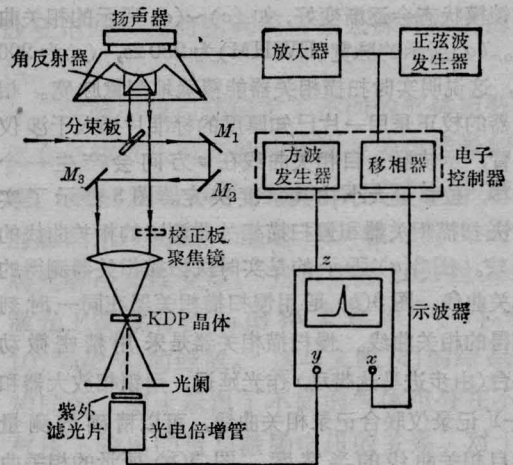 扬声器
角反射器
放大器
正弦波
发生器
分束板
M1
M3
M2
方波
发生器
移相器
电子
控制器
校正板
聚焦镜
z
示波器
KDP 晶体
y
x
光阑
紫外
滤光片
光电倍增管